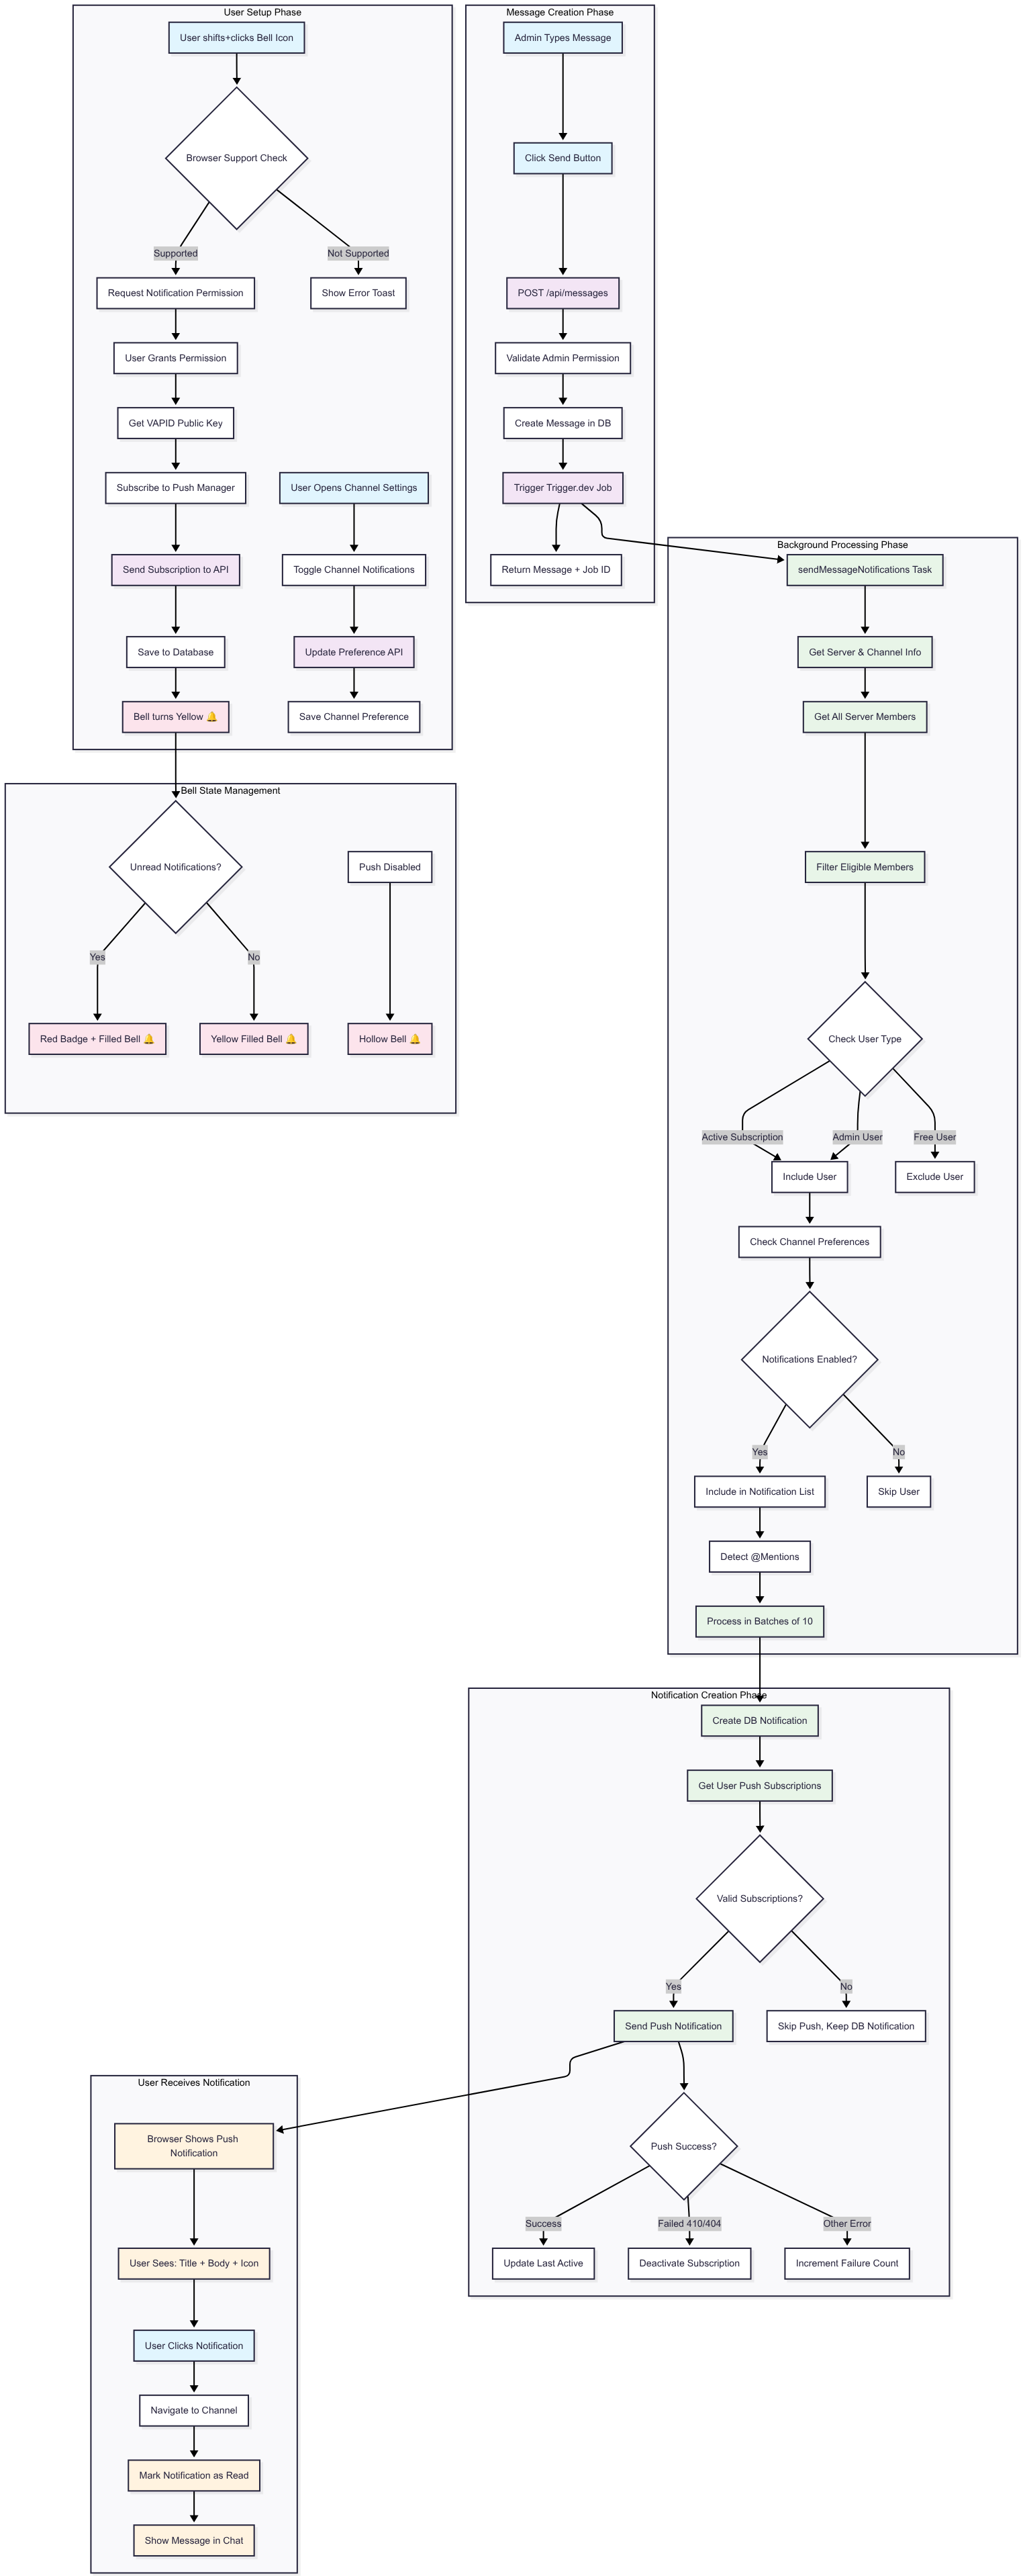 User Setup Phase
User shifts+clicks Bell Icon
Browser Support Check
Supported
Not Supported
Request Notification Permission
Show Error Toast
User Grants Permission
Get VAPID Public Key
Subscribe to Push Manager
User Opens Channel Settings
Send Subscription to API
Toggle Channel Notifications
Save to Database
Update Preference API
Bell turns Yellow 🔔
Save Channel Preference
Message Creation Phase
Admin Types Message
Click Send Button
POST /api/messages
Validate Admin Permission
Create Message in DB
Trigger Trigger.dev Job
Return Message + Job ID
Bell State Management
Unread Notifications?
Push Disabled
Yes
No
Red Badge + Filled Bell 🔔
Yellow Filled Bell 🔔
Hollow Bell 🔔
Background Processing Phase
sendMessageNotifications Task
Get Server & Channel Info
Get All Server Members
Filter Eligible Members
Check User Type
Active Subscription
Admin User
Free User
Include User
Exclude User
Check Channel Preferences
Notifications Enabled?
Yes
No
Include in Notification List
Skip User
Detect @Mentions
Process in Batches of 10
Notification Creation Phase
Create DB Notification
Get User Push Subscriptions
Valid Subscriptions?
Yes
No
Send Push Notification
Skip Push, Keep DB Notification
Push Success?
Success
Failed 410/404
Other Error
Update Last Active
Deactivate Subscription
Increment Failure Count
User Receives Notification
Browser Shows Push
Notification
User Sees: Title + Body + Icon
User Clicks Notification
Navigate to Channel
Mark Notification as Read
Show Message in Chat